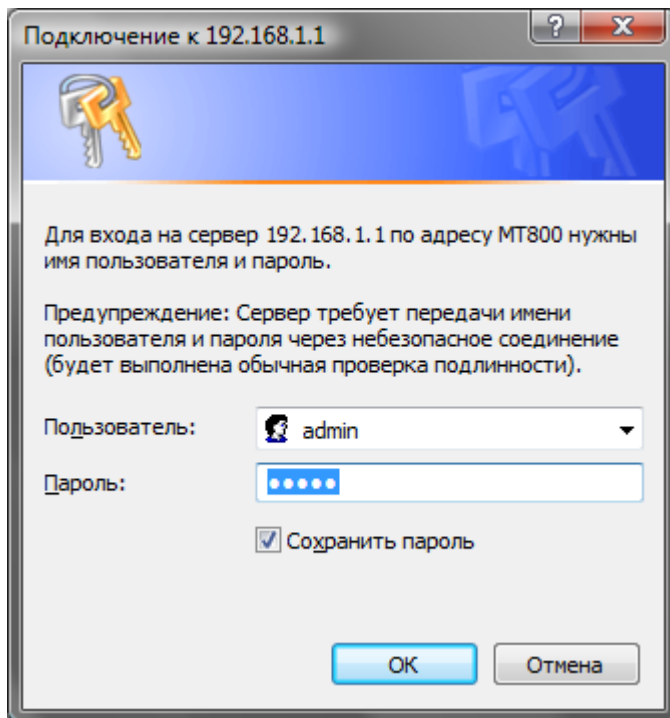 Подключение к 192.168.1.1
?
Для входа на сервер 192.168.1.1 по адресу MT800 нужны
имя пользователя и пароль.
Предупреждение: Сервер требует передачи имени
пользователя и пароля через небезопасное соединение
(будет выполнена обычная проверка подлинности).
Пользователь: admin
Пароль: •••••
Сохранить пароль
ОК Отмена